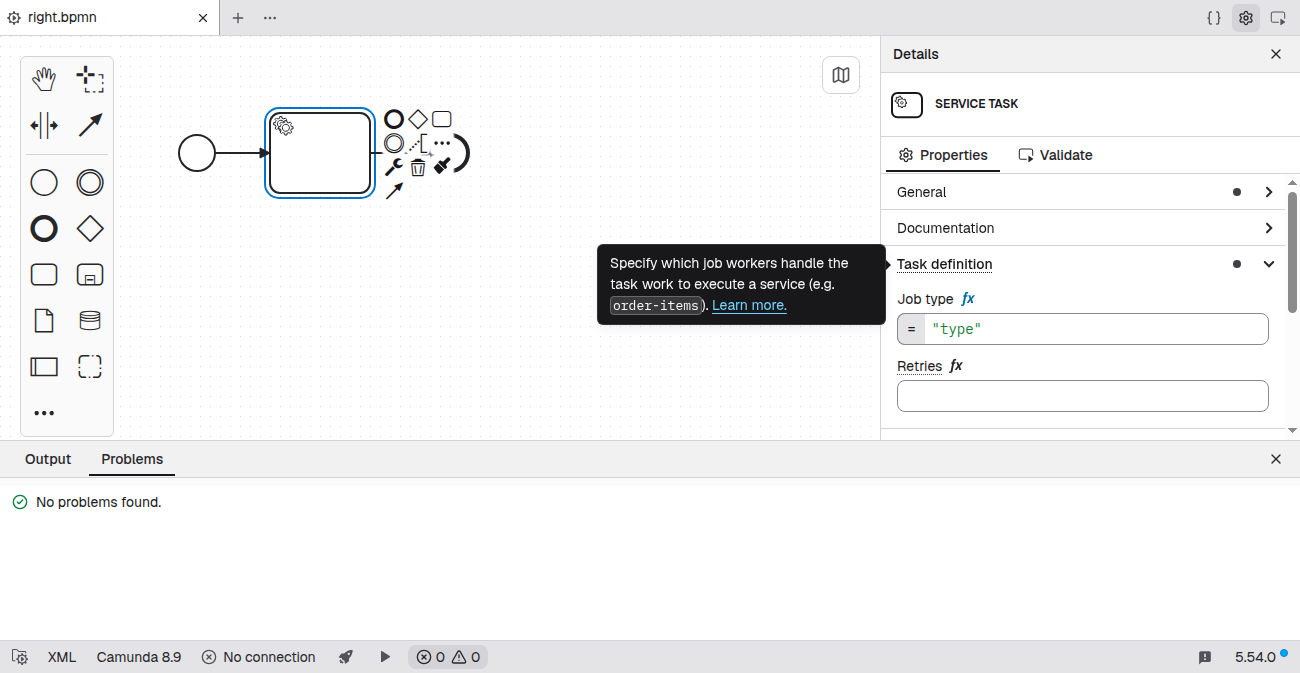 right.bpmn
Details
SERVICE TASK
Properties
Validate
General
Documentation
Specify which job workers handle the
task work to execute a service (e.g.
order-items). Learn more.
Task definition
Job type fx
= "type"
Retries fx
Output
Problems
No problems found.
XML
Camunda 8.9
No connection
0
0
5.54.0